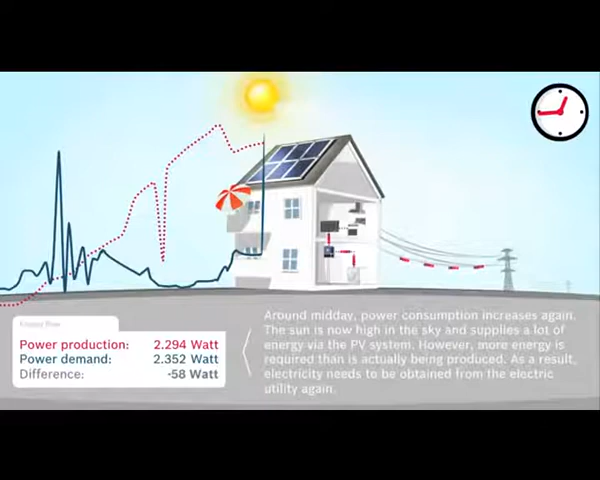 Energy flow
Power production: 2.294 Watt
Power demand: 2.352 Watt
Difference: -58 Watt
Around midday, power consumption increases again.
The sun is now high in the sky and supplies a lot of
energy via the PV system. However, more energy is
required than is actually being produced. As a result,
electricity needs to be obtained from the electric
utility again.